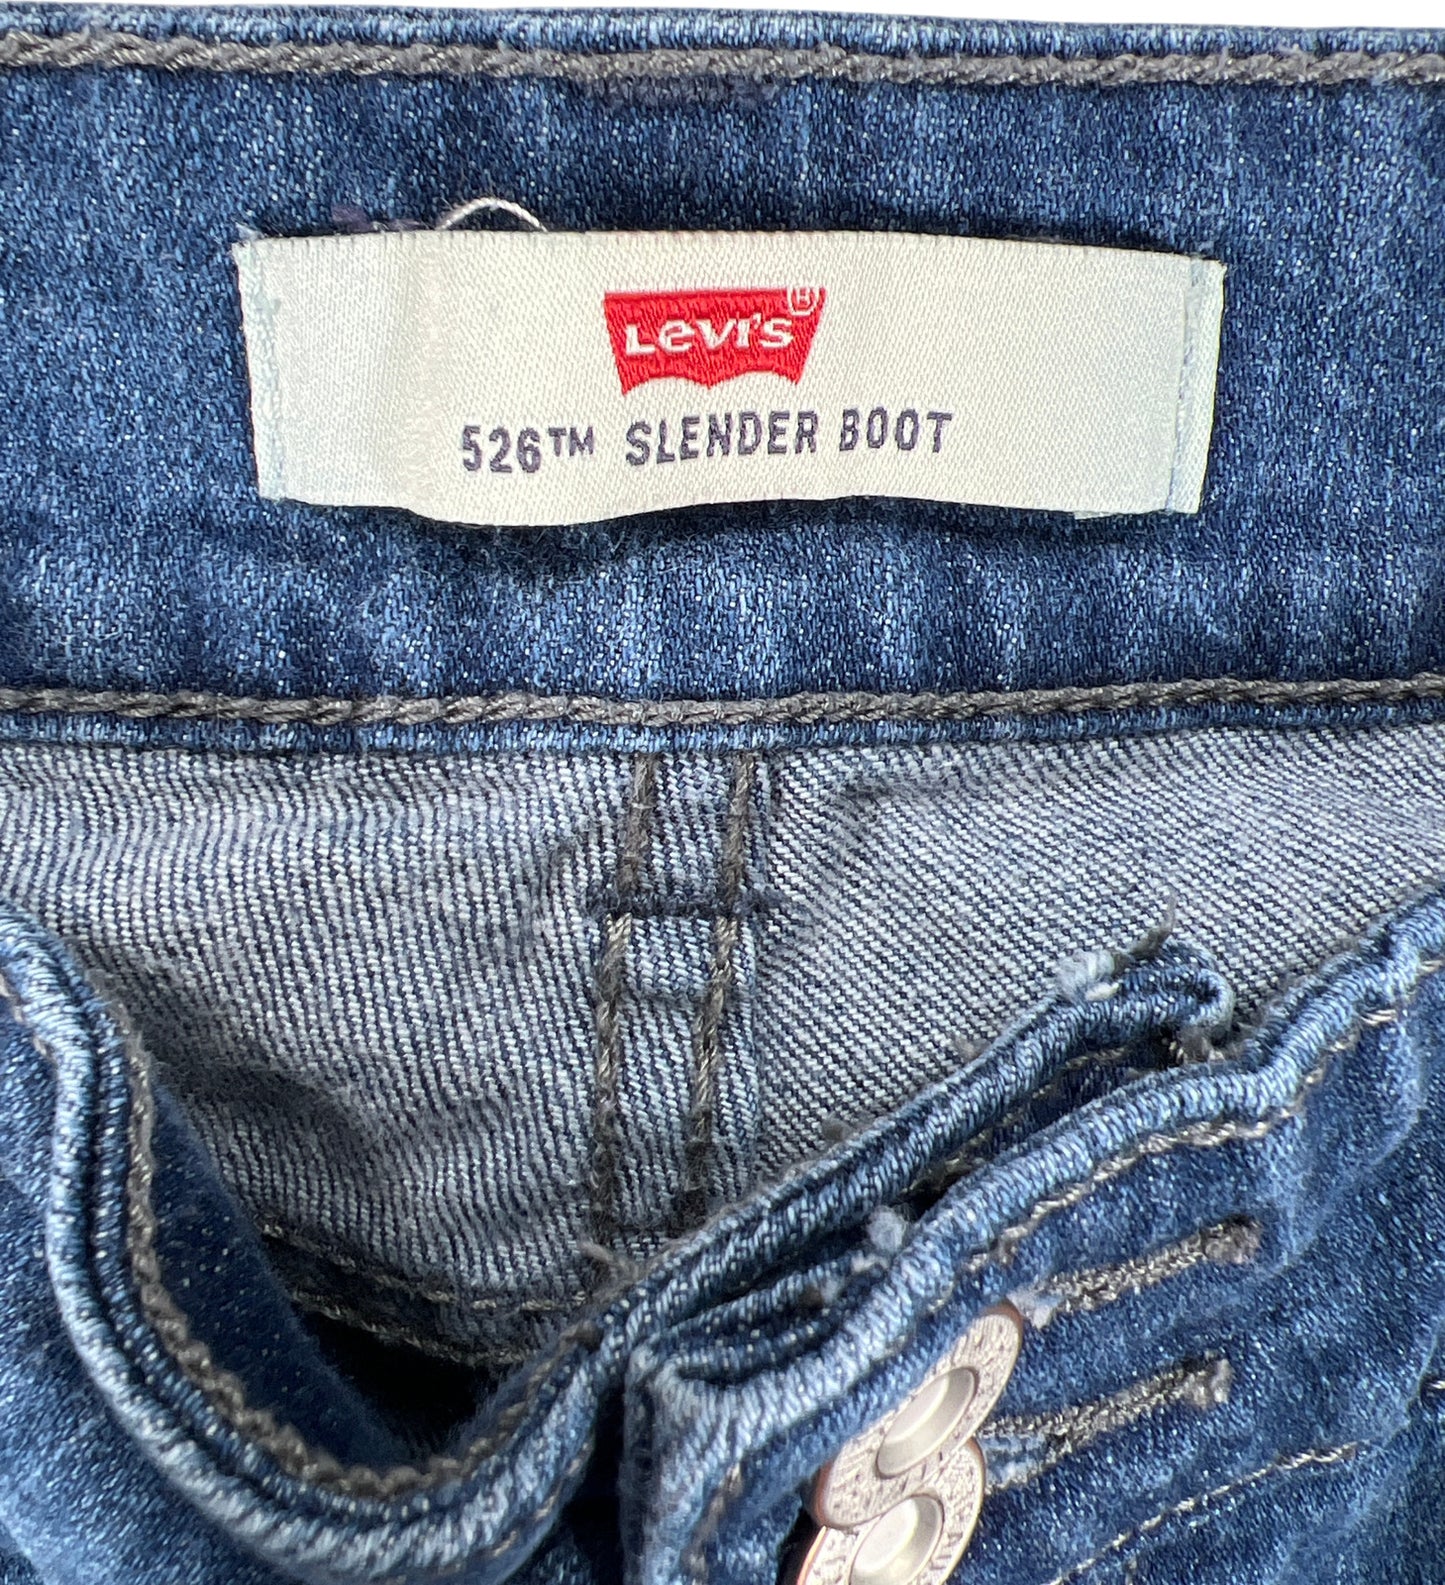 Levi's®
526™ SLENDER BOOT